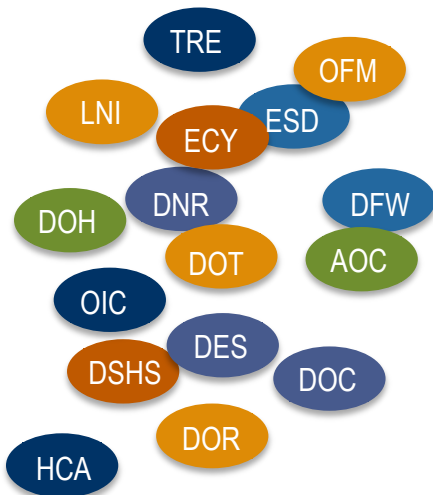 TRE
OFM
LNI
ESD
ECY
DNR
DFW
DOH
DOT
AOC
OIC
DES
DSHS
DOC
DOR
HCA